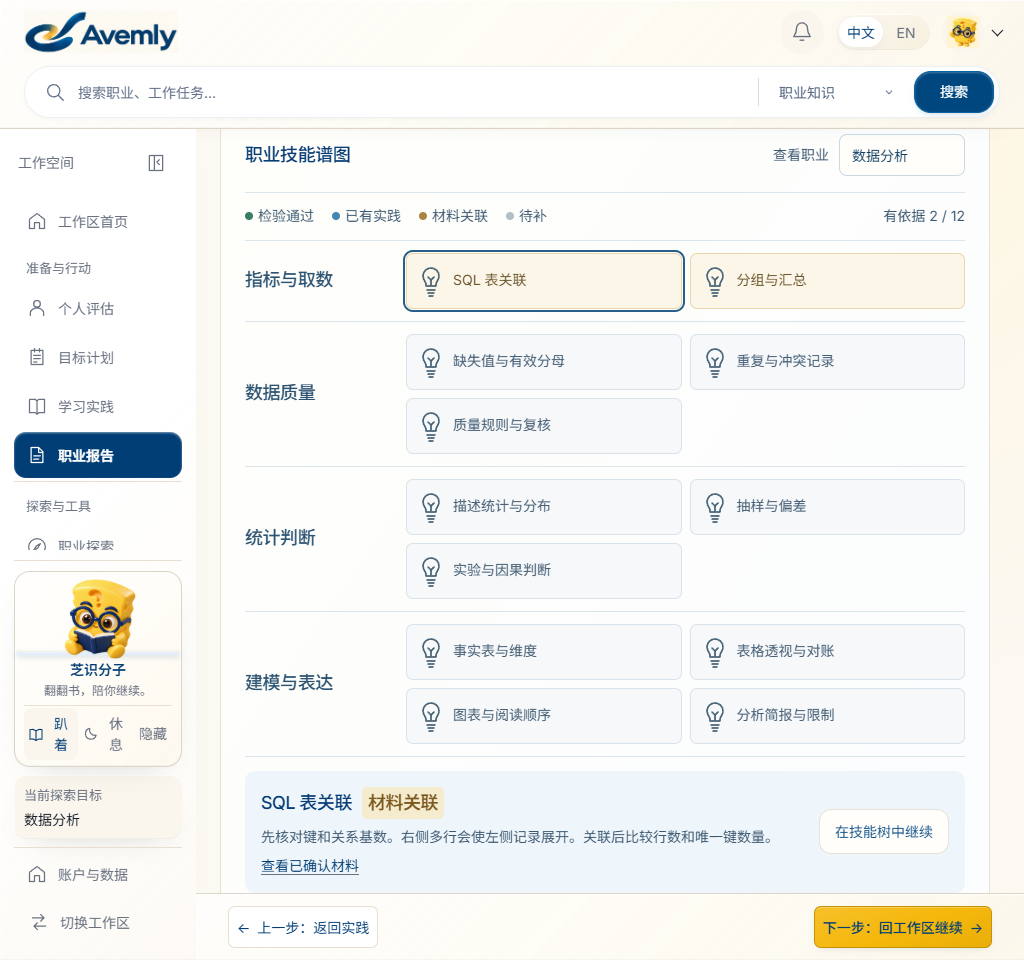 Avemly
中文
EN
搜索职业、工作任务...
职业知识
搜索
工作空间
工作区首页
准备与行动
个人评估
目标计划
学习实践
职业报告
探索与工具
职业探索
芝识分子
翻翻书，陪你继续。
趴着
休息
隐藏
当前探索目标
数据分析
账户与数据
切换工作区
职业技能谱图
查看职业
数据分析
检验通过
已有实践
材料关联
待补
有依据 2 / 12
指标与取数
SQL 表关联
分组与汇总
数据质量
缺失值与有效分母
重复与冲突记录
质量规则与复核
统计判断
描述统计与分布
抽样与偏差
实验与因果判断
建模与表达
事实表与维度
表格透视与对账
图表与阅读顺序
分析简报与限制
SQL 表关联 材料关联
先核对键和关系基数。右侧多行会使左侧记录展开。关联后比较行数和唯一键数量。
查看已确认材料
在技能树中继续
← 上一步：返回实践
下一步：回工作区继续 →